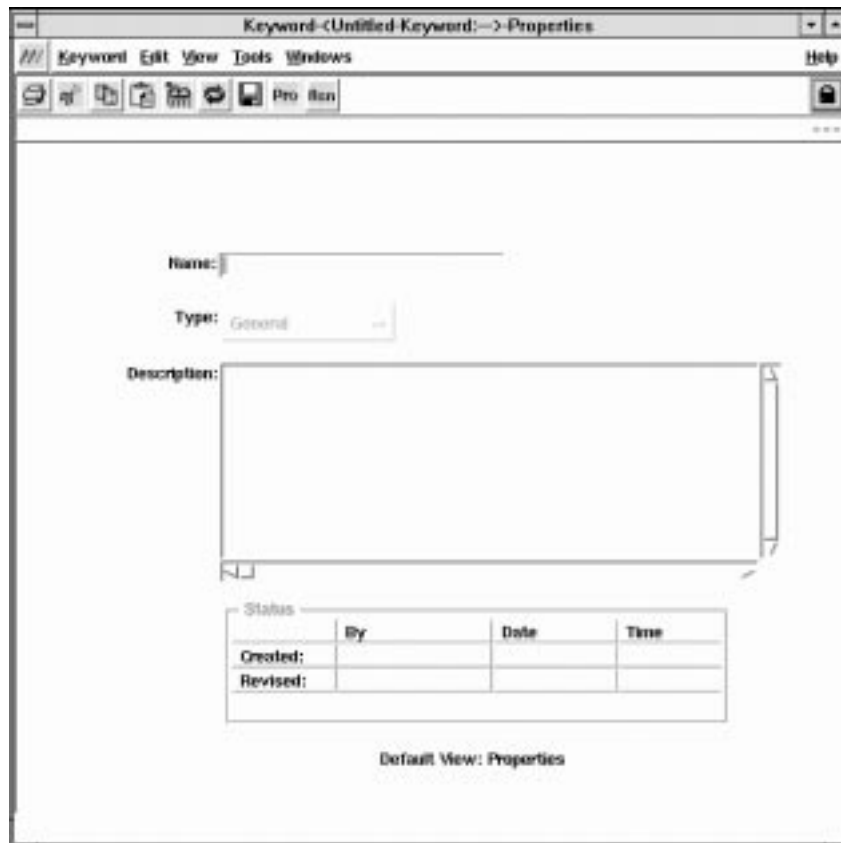 Keyword-<Untitled-Keyword:-->-Properties
Keyword Edit View Tools Windows Help
Pro
Name:
Type: General
Description:
Status
By Date Time
Created:
Revised:
Default View: Properties